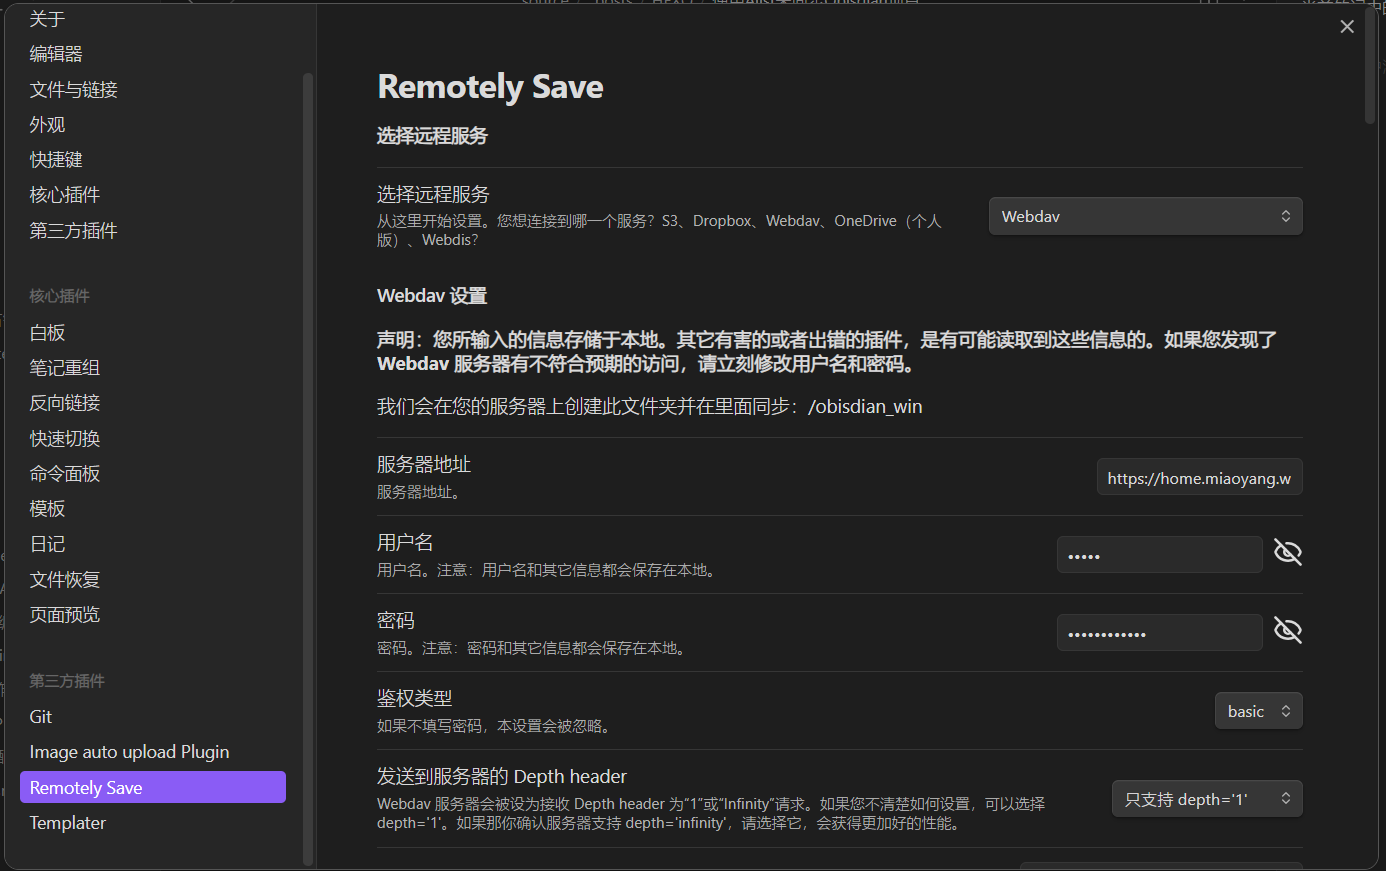 关于
编辑器
文件与链接
外观
快捷键
核心插件
第三方插件
核心插件
白板
笔记重组
反向链接
快速切换
命令面板
模板
日记
文件恢复
页面预览
第三方插件
Git
Image auto upload Plugin
Remotely Save
Templater
Remotely Save
选择远程服务
选择远程服务
从这里开始设置。您想连接到哪一个服务？S3、Dropbox、Webdav、OneDrive（个人
版）、Webdis？
Webdav
Webdav 设置
声明：您所输入的信息存储于本地。其它有害的或者出错的插件，是有可能读取到这些信息的。如果您发现了
Webdav 服务器有不符合预期的访问，请立刻修改用户名和密码。
我们会在您的服务器上创建此文件夹并在里面同步：/obisdian_win
服务器地址
服务器地址。
https://home.miaoyang.w
用户名
用户名。注意：用户名和其它信息都会保存在本地。
•••••
密码
密码。注意：密码和其它信息都会保存在本地。
••••••••••••
鉴权类型
如果不填写密码，本设置会被忽略。
basic
发送到服务器的 Depth header
Webdav 服务器会被设为接收 Depth header 为“1”或“Infinity”请求。如果您不清楚如何设置，可以选择
depth='1'。如果那你确认服务器支持 depth='infinity'，请选择它，会获得更加好的性能。
只支持 depth='1'